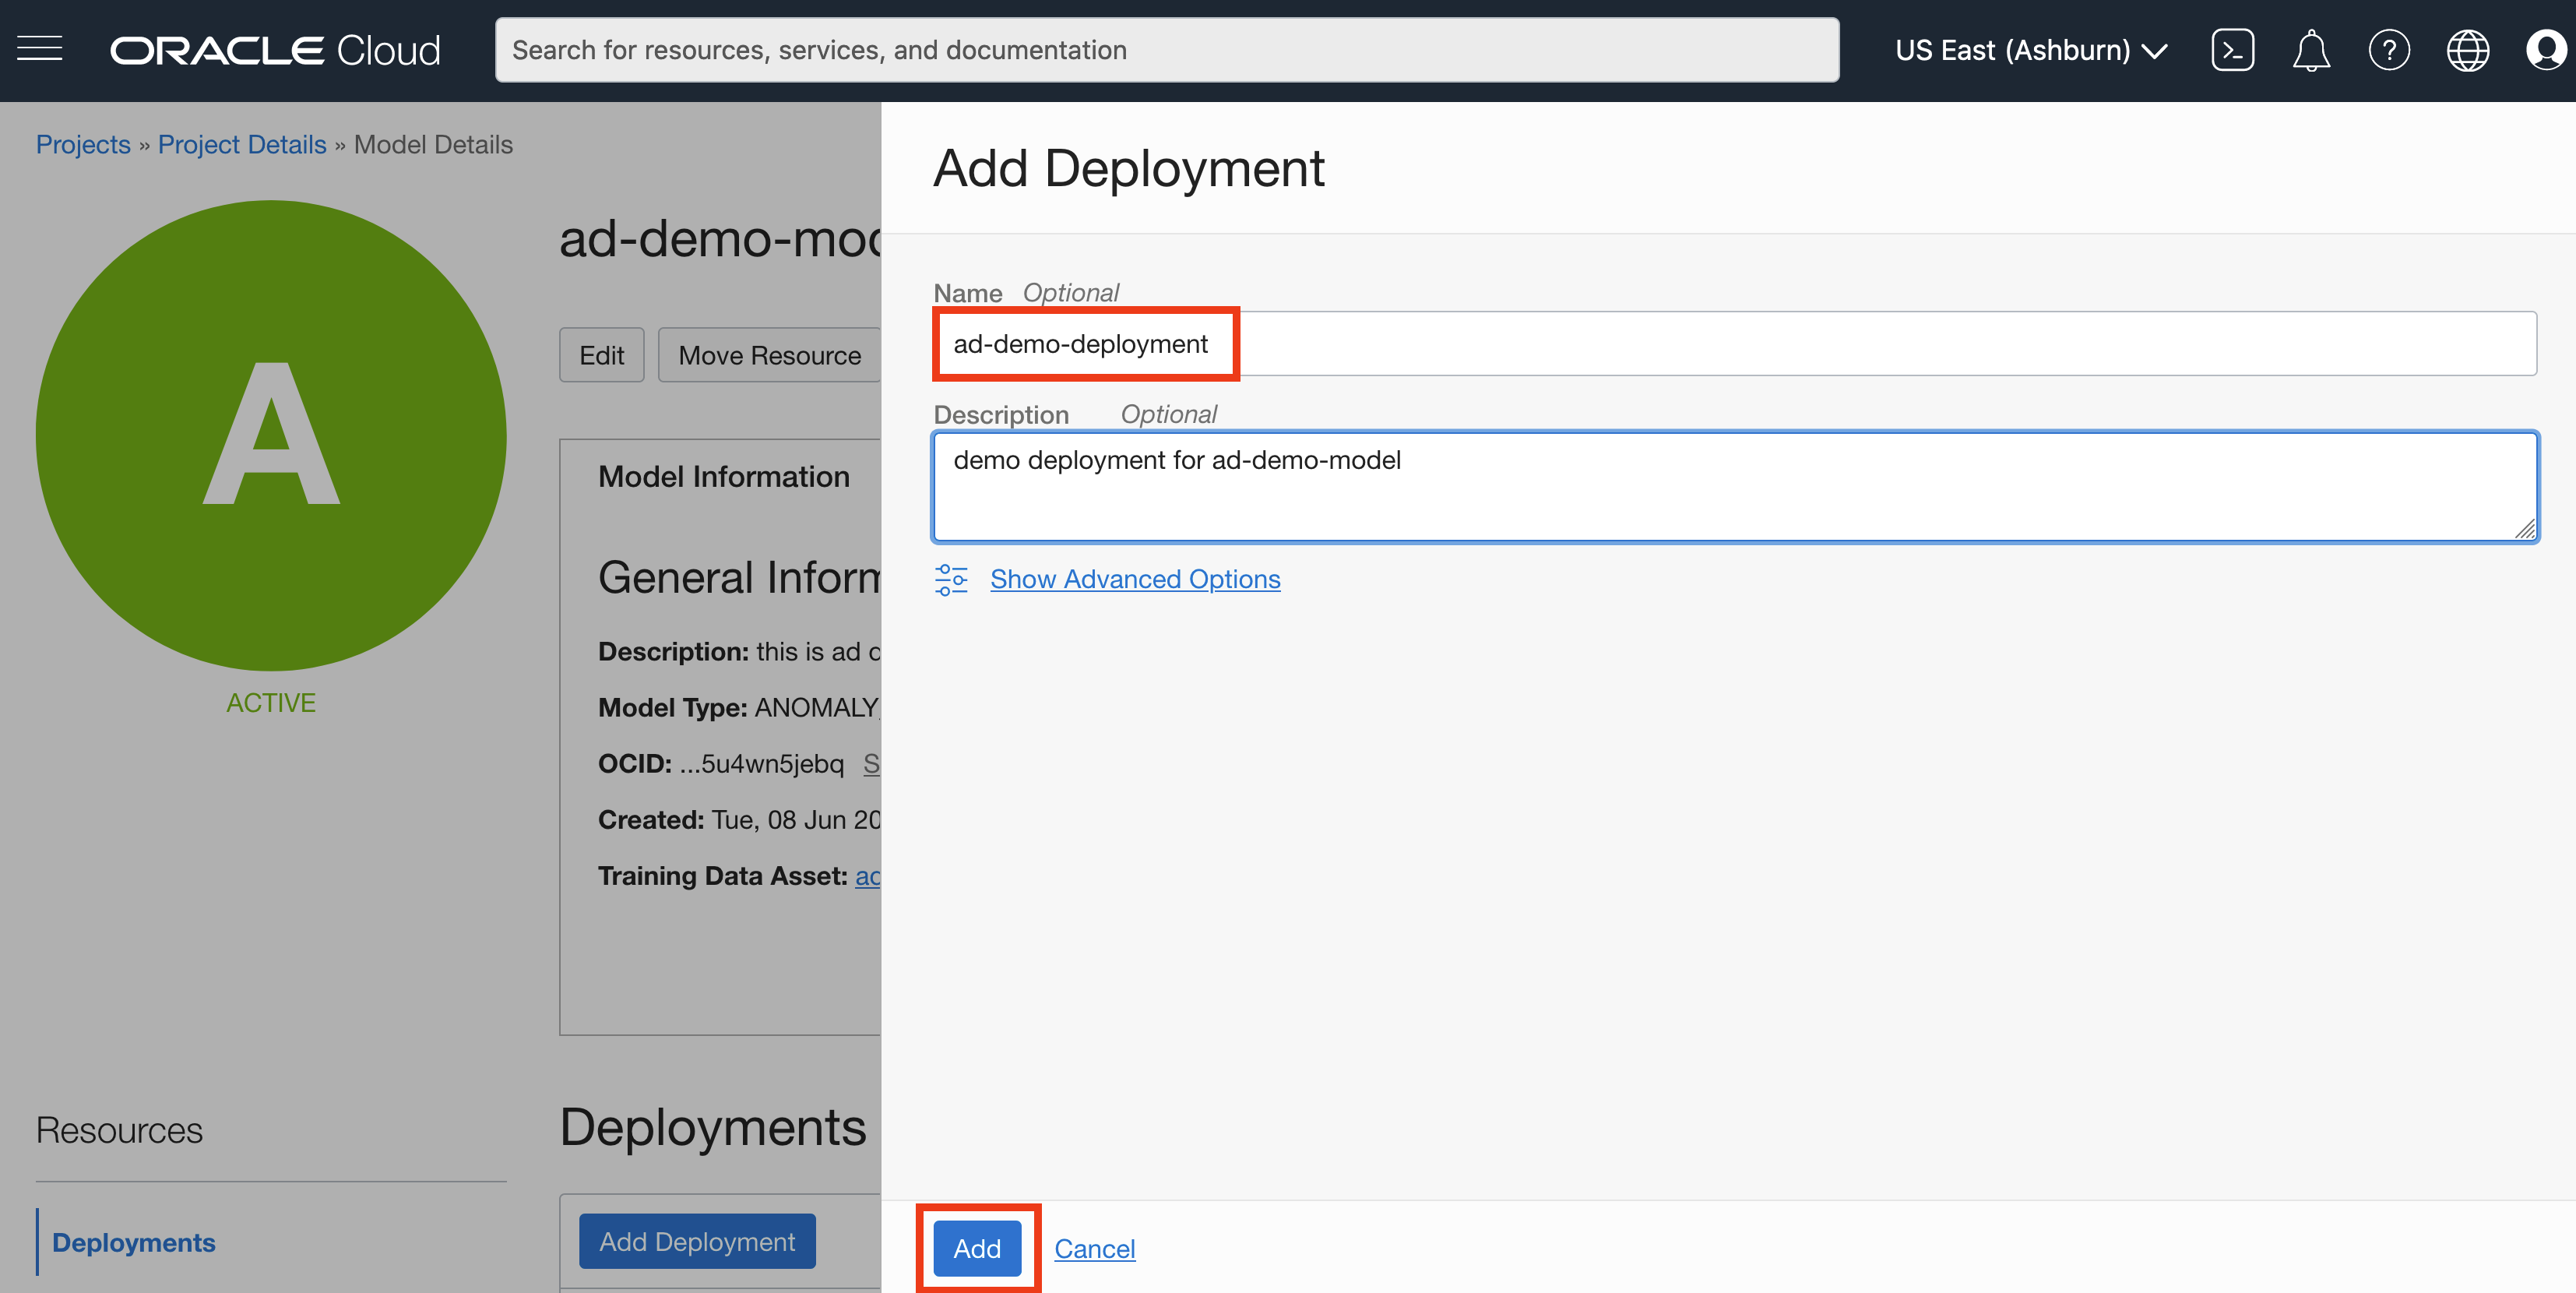 ORACLE Cloud
Search for resources, services, and documentation
US East (Ashburn)
Projects » Project Details » Model Details
A
ACTIVE
ad-demo-mod
Edit
Move Resource
Model Information
General Inform
Description: this is ad
Model Type: ANOMALY
OCID: ...5u4wn5jebq S
Created: Tue, 08 Jun 20
Training Data Asset: ad
Resources
Deployments
Deployments
Add Deployment
Add Deployment
Name Optional
ad-demo-deployment
Description Optional
demo deployment for ad-demo-model
Show Advanced Options
Add
Cancel